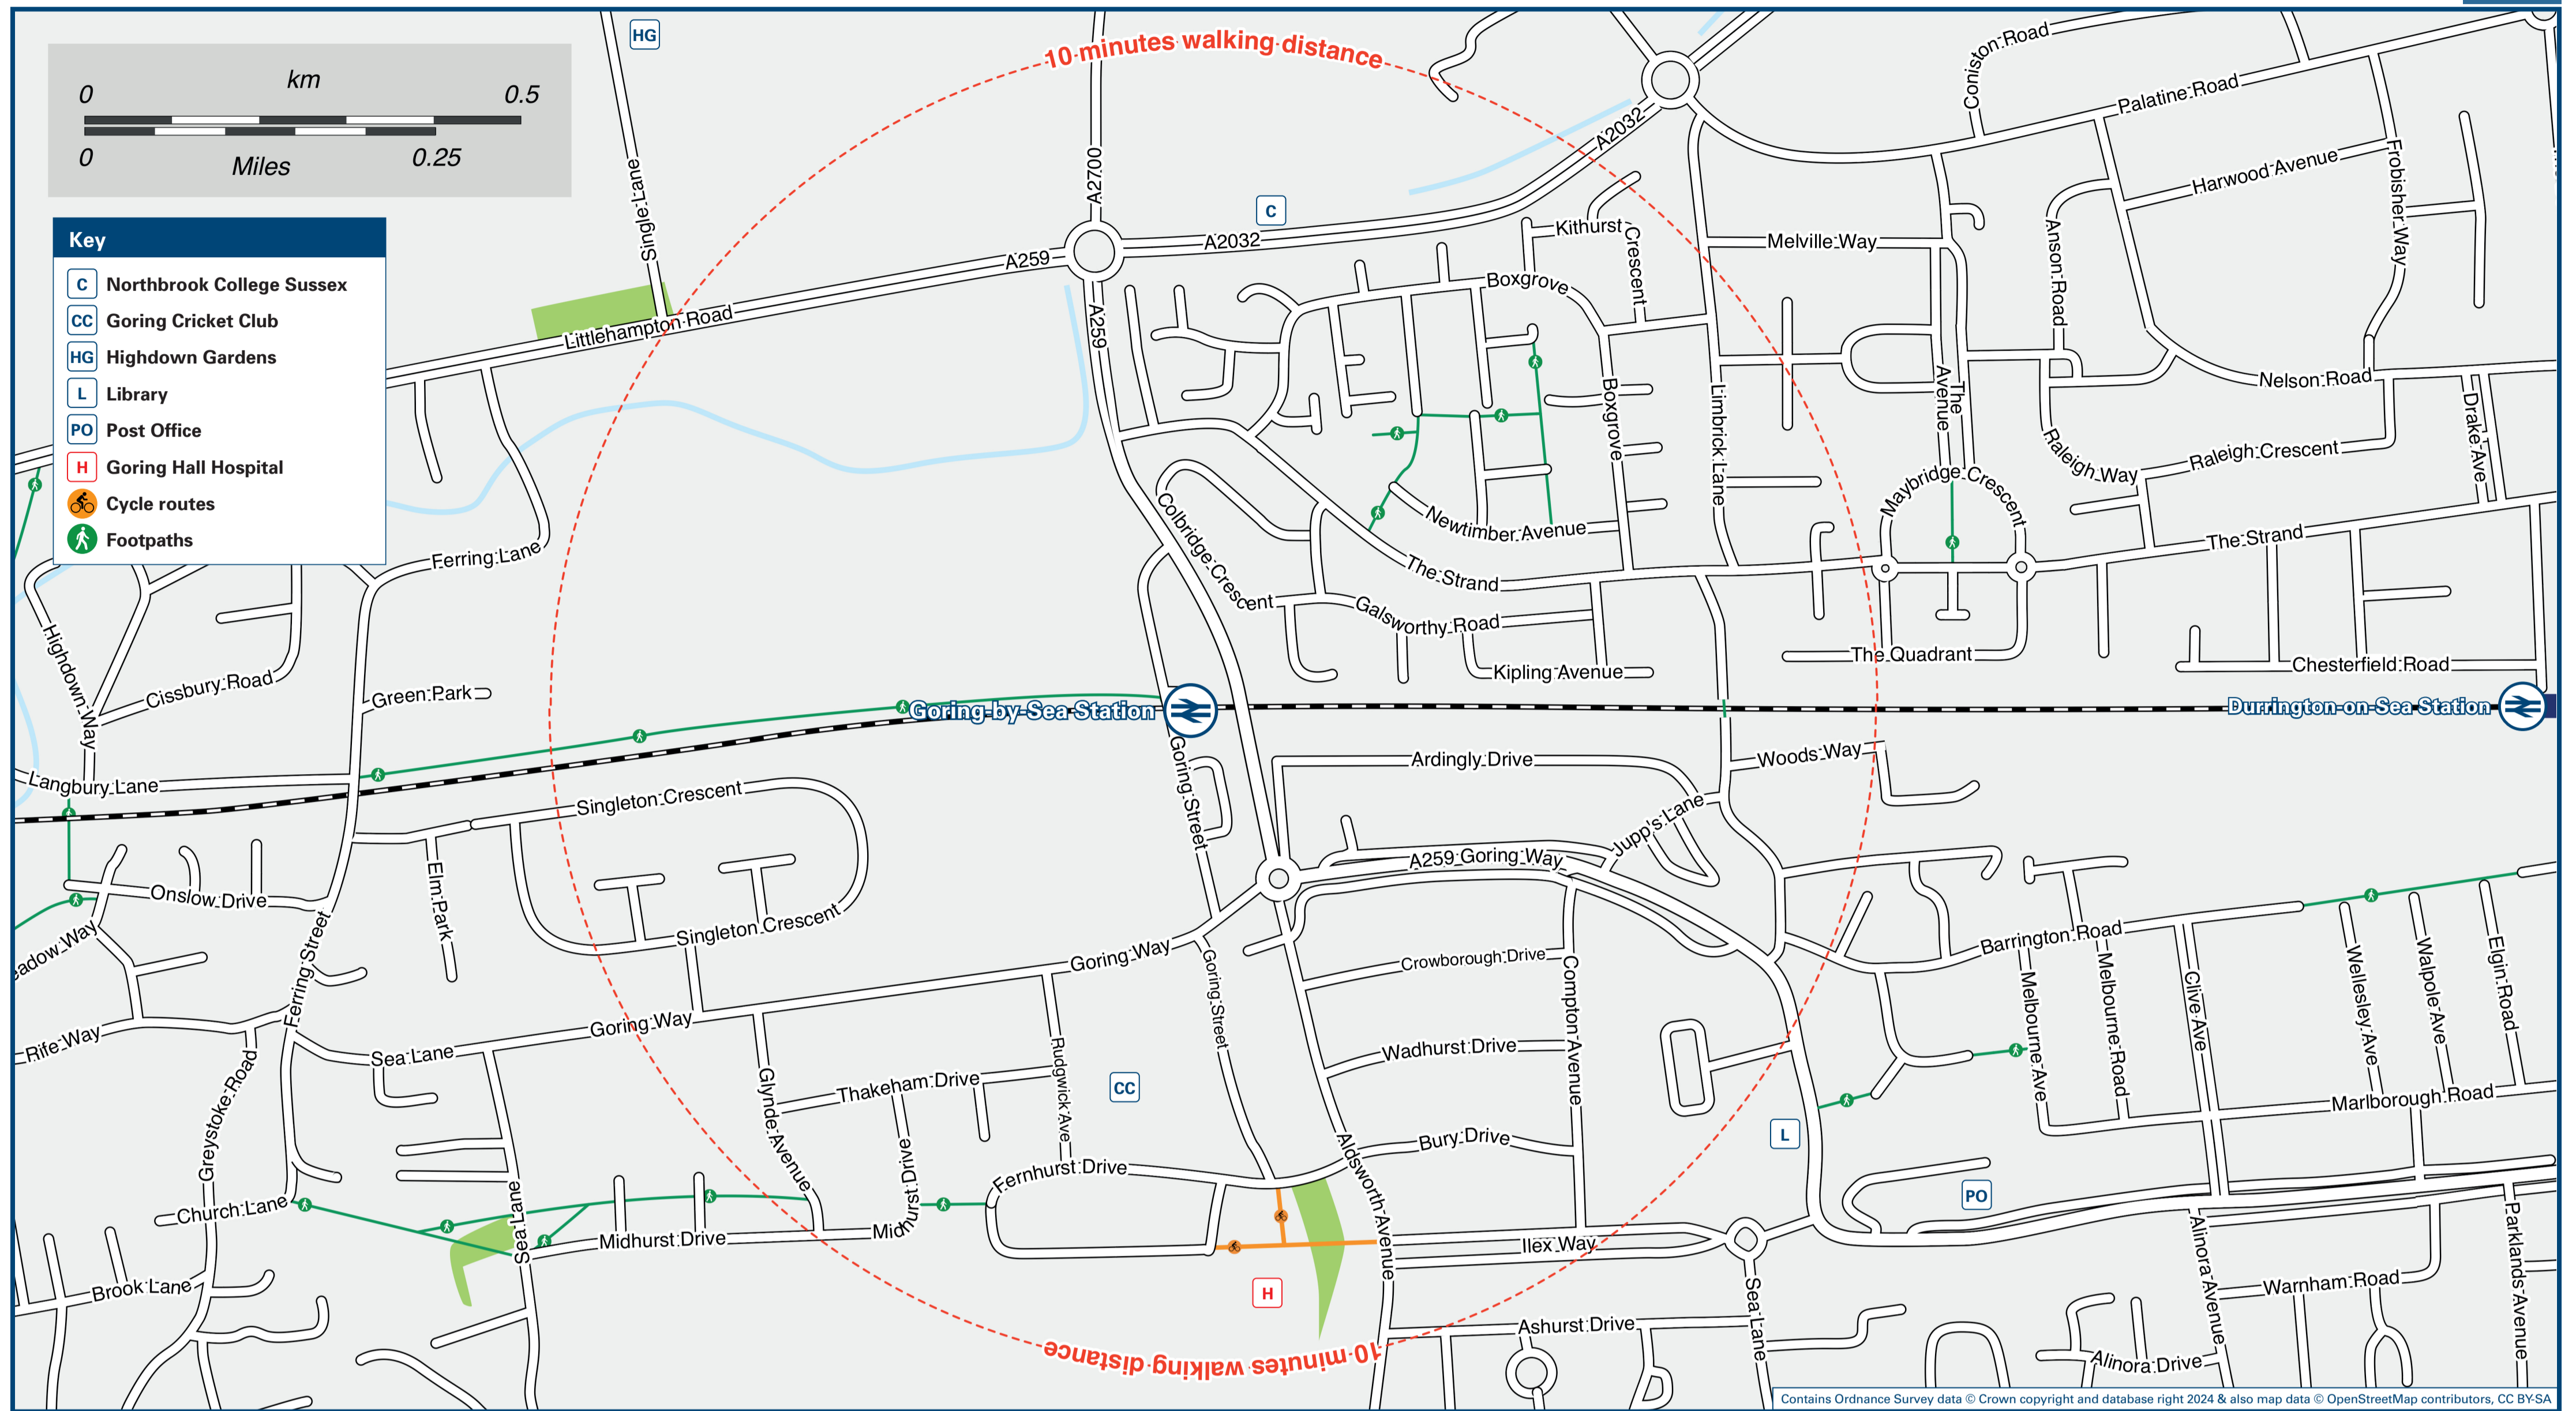 HG
10 minutes walking distance
km
0
0.5
0
Miles
0.25
Key
C Northbrook College Sussex
CC Goring Cricket Club
HG Highdown Gardens
L Library
PO Post Office
H Goring Hall Hospital
Cycle routes
Footpaths
Single Lane
A2700
A2032
A2032
C
A259
A259
Littlehampton Road
Coniston Road
Palatine Road
Harwood Avenue
Frobisher Way
Kithurst Crescent
Melville Way
Anson Road
Boxgrove
Boxgrove
Limbrick Lane
The Avenue
Nelson Road
Drake Ave
Raleigh Way
Raleigh Crescent
Maybridge Crescent
Newtimber Avenue
The Strand
The Strand
Colbridge Crescent
Galsworthy Road
Kipling Avenue
The Quadrant
Chesterfield Road
Ferring Lane
Highdown Way
Cissbury Road
Green Park
Goring-by-Sea Station
Durrington-on-Sea Station
Langbury Lane
Singleton Crescent
Goring Street
Ardingly Drive
Woods Way
Jupp's Lane
A259 Goring Way
Onslow Drive
Elm Park
Singleton Crescent
Ferring Street
eadow Way
Goring Way
Goring Way
Goring Street
Crowborough Drive
Compton Avenue
Barrington Road
Melbourne Ave
Melbourne Road
Clive Ave
Wellesley Ave
Walpole Ave
Elgin Road
Rife Way
Sea Lane
Greystoke Road
Glynde Avenue
Thakeham Drive
Rudgwick Ave
CC
Wadhurst Drive
Marlborough Road
L
Bury Drive
Aldsworth Avenue
Fernhurst Drive
Church Lane
Sea Lane
Midhurst Drive
Midhurst Drive
PO
Ilex Way
H
Brook Lane
Ashurst Drive
Sea Lane
Alinora Avenue
Warnham Road
Parklands Avenue
Alinora Drive
10 minutes walking distance
Contains Ordnance Survey data © Crown copyright and database right 2024 & also map data © OpenStreetMap contributors, CC BY-SA